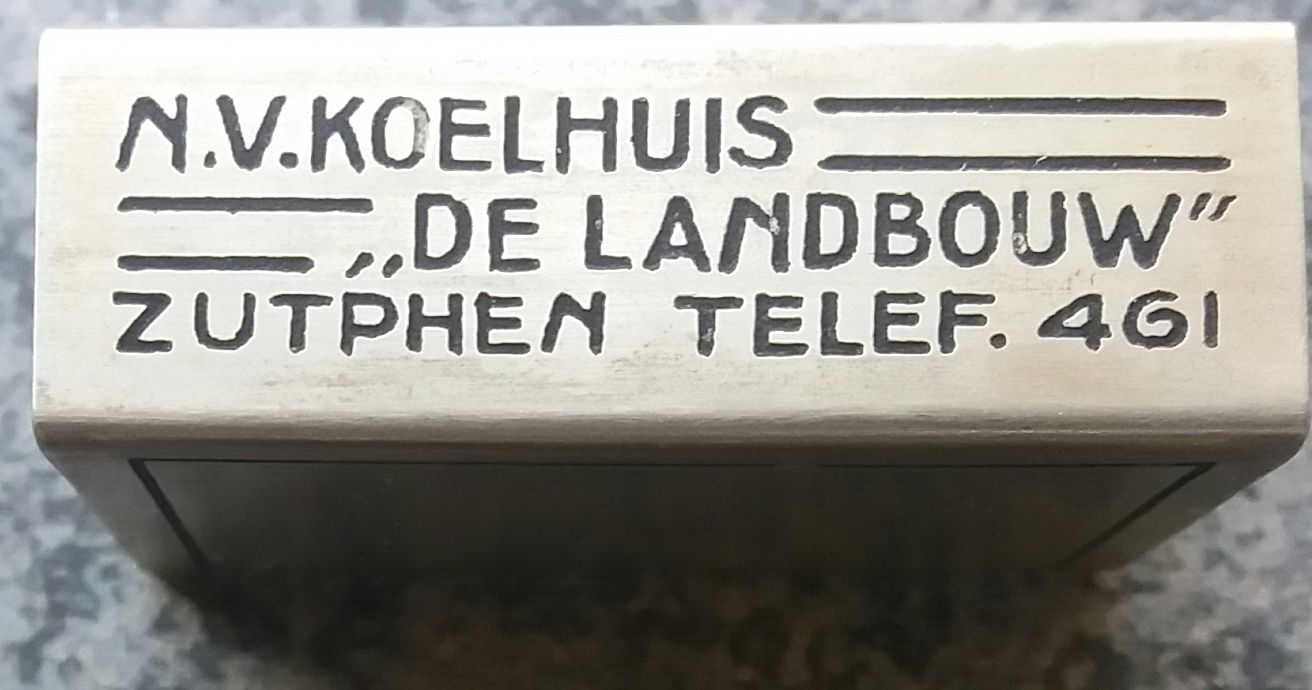 N.V. KOELHUIS
„DE LANDBOUW”
ZUTPHEN TELEF. 461